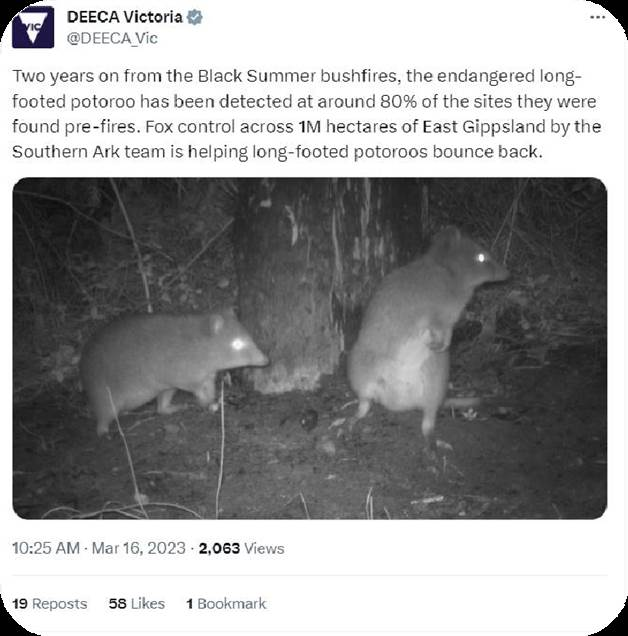 VIC
DEECA Victoria
@DEECA_Vic
Two years on from the Black Summer bushfires, the endangered long-
footed potoroo has been detected at around 80% of the sites they were
found pre-fires. Fox control across 1M hectares of East Gippsland by the
Southern Ark team is helping long-footed potoroos bounce back.
10:25 AM · Mar 16, 2023 · 2,063 Views
19 Reposts 58 Likes 1 Bookmark